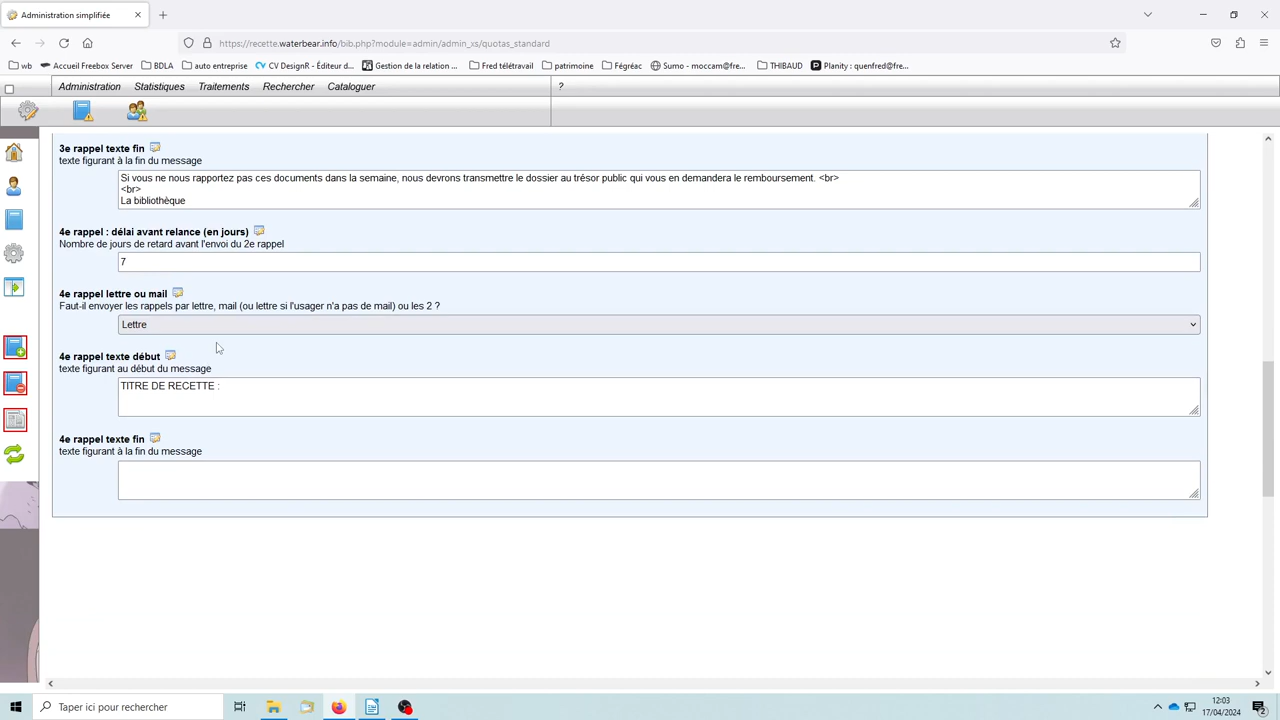 Administration simplifiée
https://recette.waterbear.info/bib.php?module=admin/admin_xs/quotas_standard
wb Accueil Freebox Server BDLA auto entreprise CV DesignR - Éditeur d... Gestion de la relation ... Fred télétravail patrimoine Fégréac Sumo - moccam@fre... THIBAUD Planity : quenfred@fre...
Administration Statistiques Traitements Rechercher Cataloguer ?
3e rappel texte fin
texte figurant à la fin du message
Si vous ne nous rapportez pas ces documents dans la semaine, nous devrons transmettre le dossier au trésor public qui vous en demandera le remboursement. <br>
<br>
La bibliothèque
4e rappel : délai avant relance (en jours)
Nombre de jours de retard avant l'envoi du 2e rappel
7
4e rappel lettre ou mail
Faut-il envoyer les rappels par lettre, mail (ou lettre si l'usager n'a pas de mail) ou les 2 ?
Lettre
4e rappel texte début
texte figurant au début du message
TITRE DE RECETTE :
4e rappel texte fin
texte figurant à la fin du message
Taper ici pour rechercher
12:03
17/04/2024
2